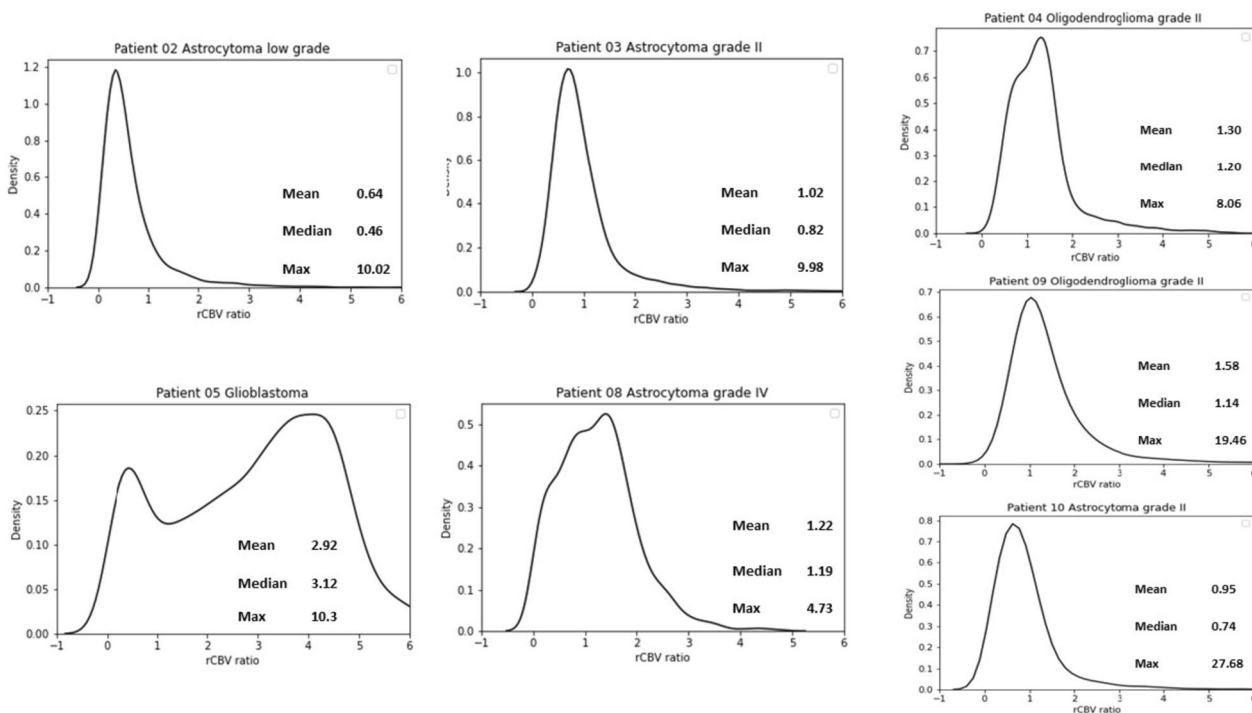 Patient 02 Astrocytoma low grade
1.2
1.0
0.8
0.6
0.4
0.2
0.0
Density
Mean 0.64
Median 0.46
Max 10.02
−1 0 1 2 3 4 5 6
rCBV ratio
Patient 03 Astrocytoma grade II
1.0
0.8
0.6
0.4
0.2
0.0
Density
Mean 1.02
Median 0.82
Max 9.98
−1 0 1 2 3 4 5 6
rCBV ratio
Patient 04 Oligodendroglioma grade II
0.7
0.6
0.5
0.4
0.3
0.2
0.1
0.0
Density
Mean 1.30
Median 1.20
Max 8.06
−1 0 1 2 3 4 5 6
rCBV ratio
Patient 05 Glioblastoma
0.25
0.20
0.15
0.10
0.05
0.00
Density
Mean 2.92
Median 3.12
Max 10.3
−1 0 1 2 3 4 5 6
rCBV ratio
Patient 08 Astrocytoma grade IV
0.5
0.4
0.3
0.2
0.1
0.0
Density
Mean 1.22
Median 1.19
Max 4.73
−1 0 1 2 3 4 5 6
rCBV ratio
Patient 09 Oligodendroglioma grade II
0.7
0.6
0.5
0.4
0.3
0.2
0.1
0.0
Density
Mean 1.58
Median 1.14
Max 19.46
−1 0 1 2 3 4 5 6
rCBV ratio
Patient 10 Astrocytoma grade II
0.8
0.7
0.6
0.5
0.4
0.3
0.2
0.1
0.0
Density
Mean 0.95
Median 0.74
Max 27.68
−1 0 1 2 3 4 5 6
rCBV ratio